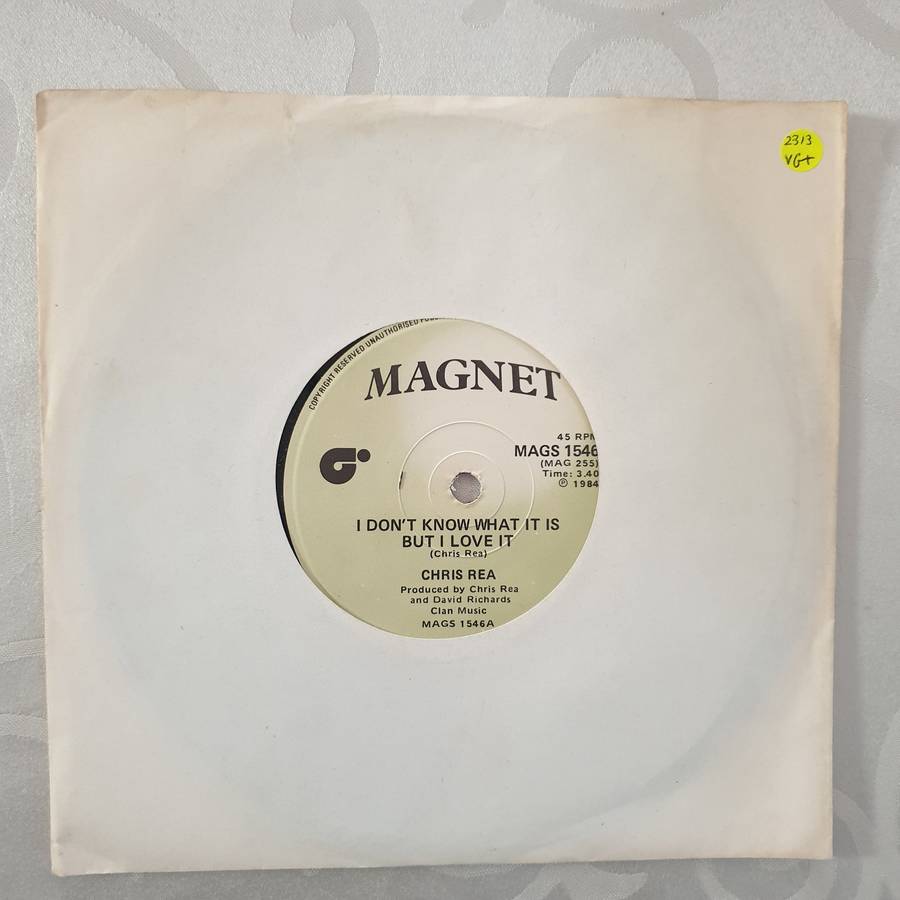 2313
VG+
COPYRIGHT RESERVED UNAUTHORISED
MAGNET
45 RPM
MAGS 1546
(MAG 255)
Time: 3.40
℗ 1984
I DON'T KNOW WHAT IT IS
BUT I LOVE IT
(Chris Rea)
CHRIS REA
Produced by Chris Rea
and David Richards
Clan Music
MAGS 1546A